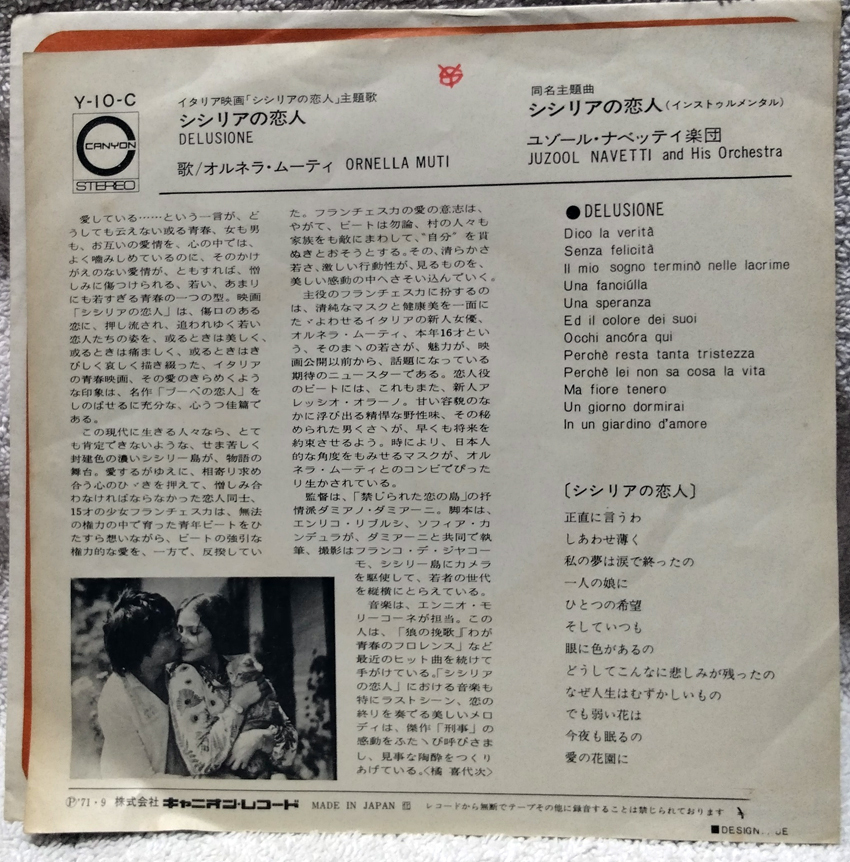 Y-10-C
CANYON
STEREO
イタリア映画「シシリアの恋人」主題歌
シシリアの恋人
DELUSIONE
歌/オルネラ・ムーティ ORNELLA MUTI
同名主題曲
シシリアの恋人(インストゥルメンタル)
ユゾール・ナベッティ楽団
JUZOOL NAVETTI and His Orchestra
愛している……という一言が、ど
うしても云えない或る青春、女も男
も、お互いの愛情を、心の中では、
よく噛みしめているのに、そのかけ
がえのない愛情が、ともすれば、憎
しみに傷つけられる、若い、あまり
にも若すぎる青春の一つの型。映画
「シシリアの恋人」は、傷口のある
恋に、押し流され、追われゆく若い
恋人たちの姿を、或るときは美しく、
或るときは痛ましく、或るときはき
びしく哀しく描き綴った、イタリア
の青春映画、その愛のきらめくよう
な印象は、名作「ブーベの恋人」を
しのばせるに充分な、心うつ佳篇で
ある。
この現代に生きる人々なら、とて
も肯定できないような、せま苦しく
封建色の濃いシシリー島が、物語の
舞台。愛するがゆえに、相寄り求め
合う心のひゞきを押えて、憎しみ合
わなければならなかった恋人同士、
15才の少女フランチェスカは、無法
の権力の中で育った青年ビートをひ
たすら想いながら、ビートの強引な
権力的な愛を、一方で、反撥してい
た。フランチェスカの愛の意志は、
やがて、ビートは勿論、村の人々も
家族をも敵にまわして、"自分"を貫
ぬきとおそうとする。その、清らかさ
若さ、激しい行動性が、見るものを、
美しい感動の中へさそい込んでいく。
主役のフランチェスカに扮するの
は、清純なマスクと健康美を一面に
たゞよわせるイタリアの新人女優、
オルネラ・ムーティ、本年16才とい
う、そのまゝの若さが、魅力が、映
画公開以前から、話題になっている
期待のニュースターである。恋人役
のビートには、これもまた、新人ア
レッシオ・オラーノ。甘い容貌のな
かに浮び出る精悍な野性味、その秘
められた男くさゝが、早くも将来を
約束させるよう。時により、日本人
的な角度をもみせるマスクが、オル
ネラ・ムーティとのコンビでぴった
り生かされている。
監督は、「禁じられた恋の島」の抒
情派ダミアノ・ダミアーニ。脚本は、
エンリコ・リブルシ、ソフィア・カ
ンデュラが、ダミアーニと共同で執
筆、撮影はフランコ・デ・ジャコー
モ、シシリー島にカメラ
を駆使して、若者の世代
を縦横にとらえている。
音楽は、エンニオ・モ
リーコーネが担当。この
人は、「狼の挽歌」「わが
青春のフロレンス」など
最近のヒット曲を続けて
手がけている。「シシリア
の恋人」における音楽も
特にラストシーン、恋の
終りを奏でる美しいメロ
ディは、傑作「刑事」の
感動をふたゝび呼びさま
し、見事な陶酔をつくり
あげている。〈橘 喜代次〉
●DELUSIONE
Dico la verità
Senza felicità
Il mio sogno terminō nelle lacrime
Una fanciúlla
Una speranza
Ed il colore dei suoi
Occhi ancóra qui
Perchē resta tanta tristezza
Perchē lei non sa cosa la vita
Ma fiore tenero
Un giorno dormirai
In un giardino d'amore
〔シシリアの恋人〕
正直に言うわ
しあわせ薄く
私の夢は涙で終ったの
一人の娘に
ひとつの希望
そしていつも
眼に色があるの
どうしてこんなに悲しみが残ったの
なぜ人生はむずかしいもの
でも弱い花は
今夜も眠るの
愛の花園に
Ⓟ'71・9 株式会社 キャニオン・レコード MADE IN JAPAN レコードから無断でテープその他に録音することは禁じられております
■DESIGN